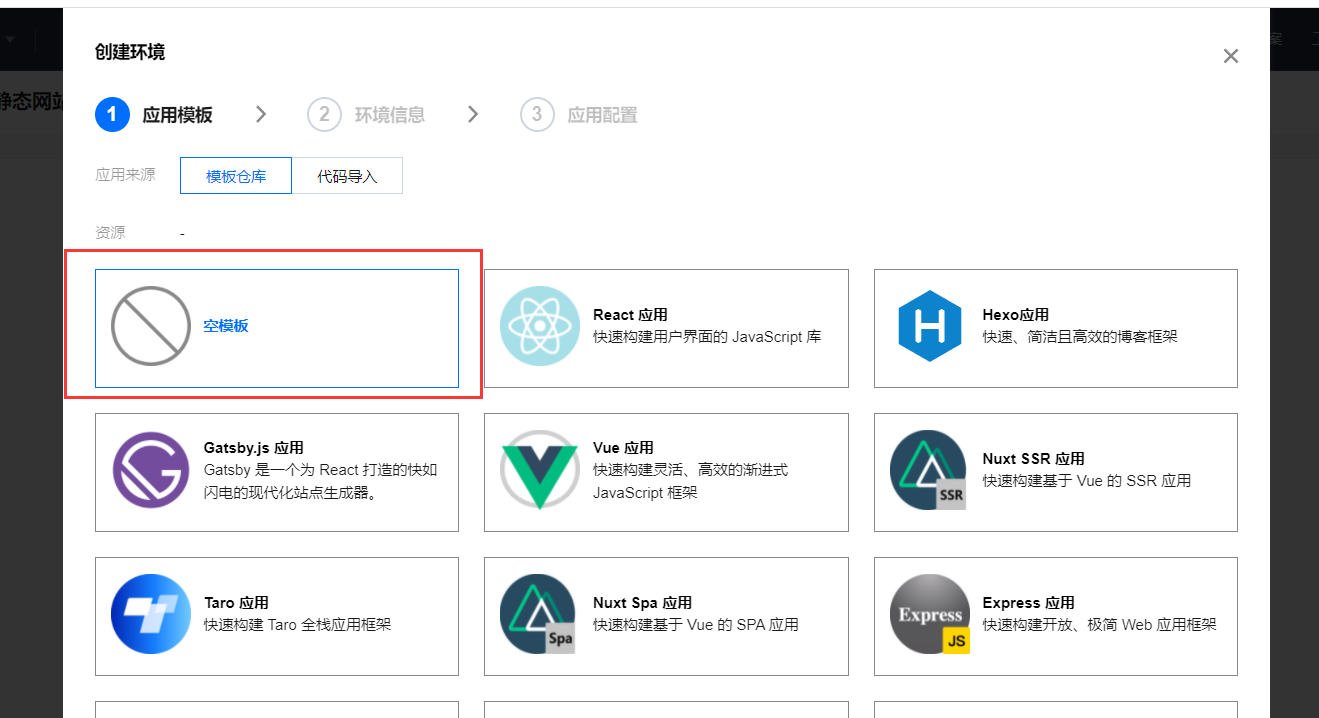 创建环境
案
静态网站
1 应用模板 2 环境信息 3 应用配置
应用来源 模板仓库 代码导入
资源 -
空模板
React 应用
快速构建用户界面的 JavaScript 库
Hexo应用
快速、简洁且高效的博客框架
Gatsby.js 应用
Gatsby 是一个为 React 打造的快如
闪电的现代化站点生成器。
Vue 应用
快速构建灵活、高效的渐进式
JavaScript 框架
Nuxt SSR 应用
快速构建基于 Vue 的 SSR 应用
SSR
Taro 应用
快速构建 Taro 全栈应用框架
Nuxt Spa 应用
快速构建基于 Vue 的 SPA 应用
Spa
Express 应用
快速构建开放、极简 Web 应用框架
Express
JS